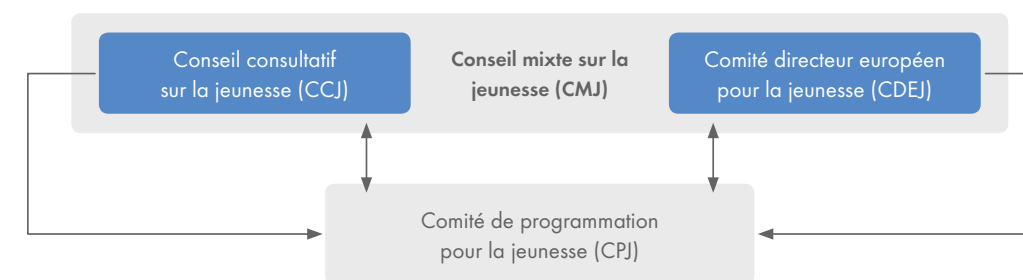 Conseil consultatif
sur la jeunesse (CCJ)
Conseil mixte sur la
jeunesse (CMJ)
Comité directeur européen
pour la jeunesse (CDEJ)
Comité de programmation
pour la jeunesse (CPJ)